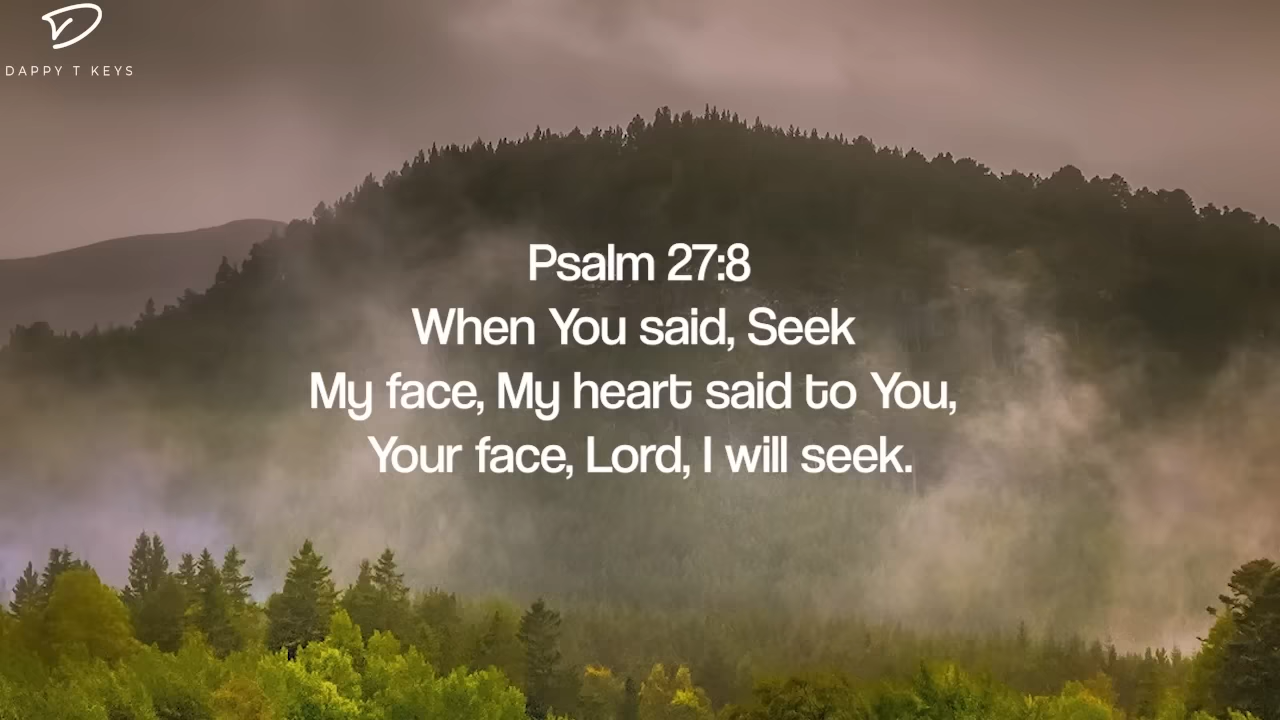 DAPPY T KEYS
Psalm 27:8
When You said, Seek
My face, My heart said to You,
Your face, Lord, I will seek.